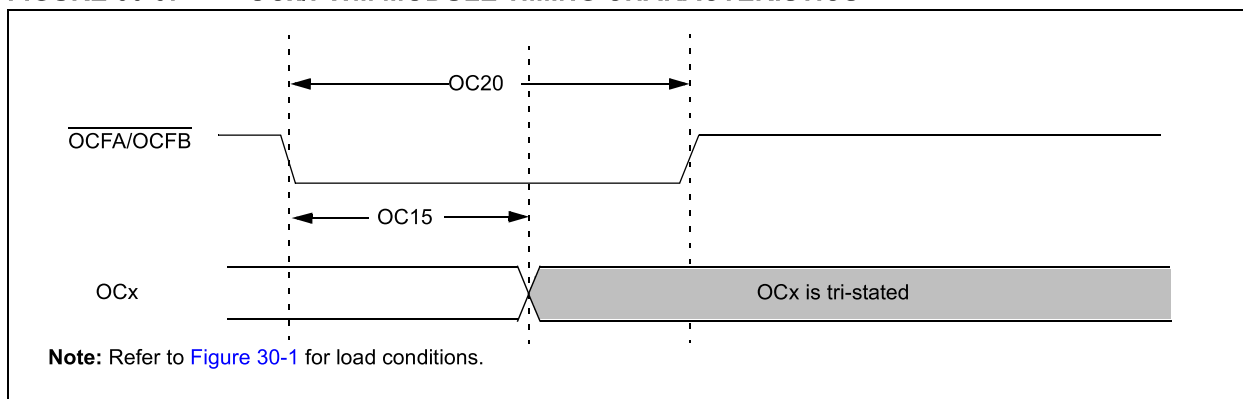 OC20
OCFA/OCFB
OC15
OCx
OCx is tri-stated
Note: Refer to Figure 30-1 for load conditions.